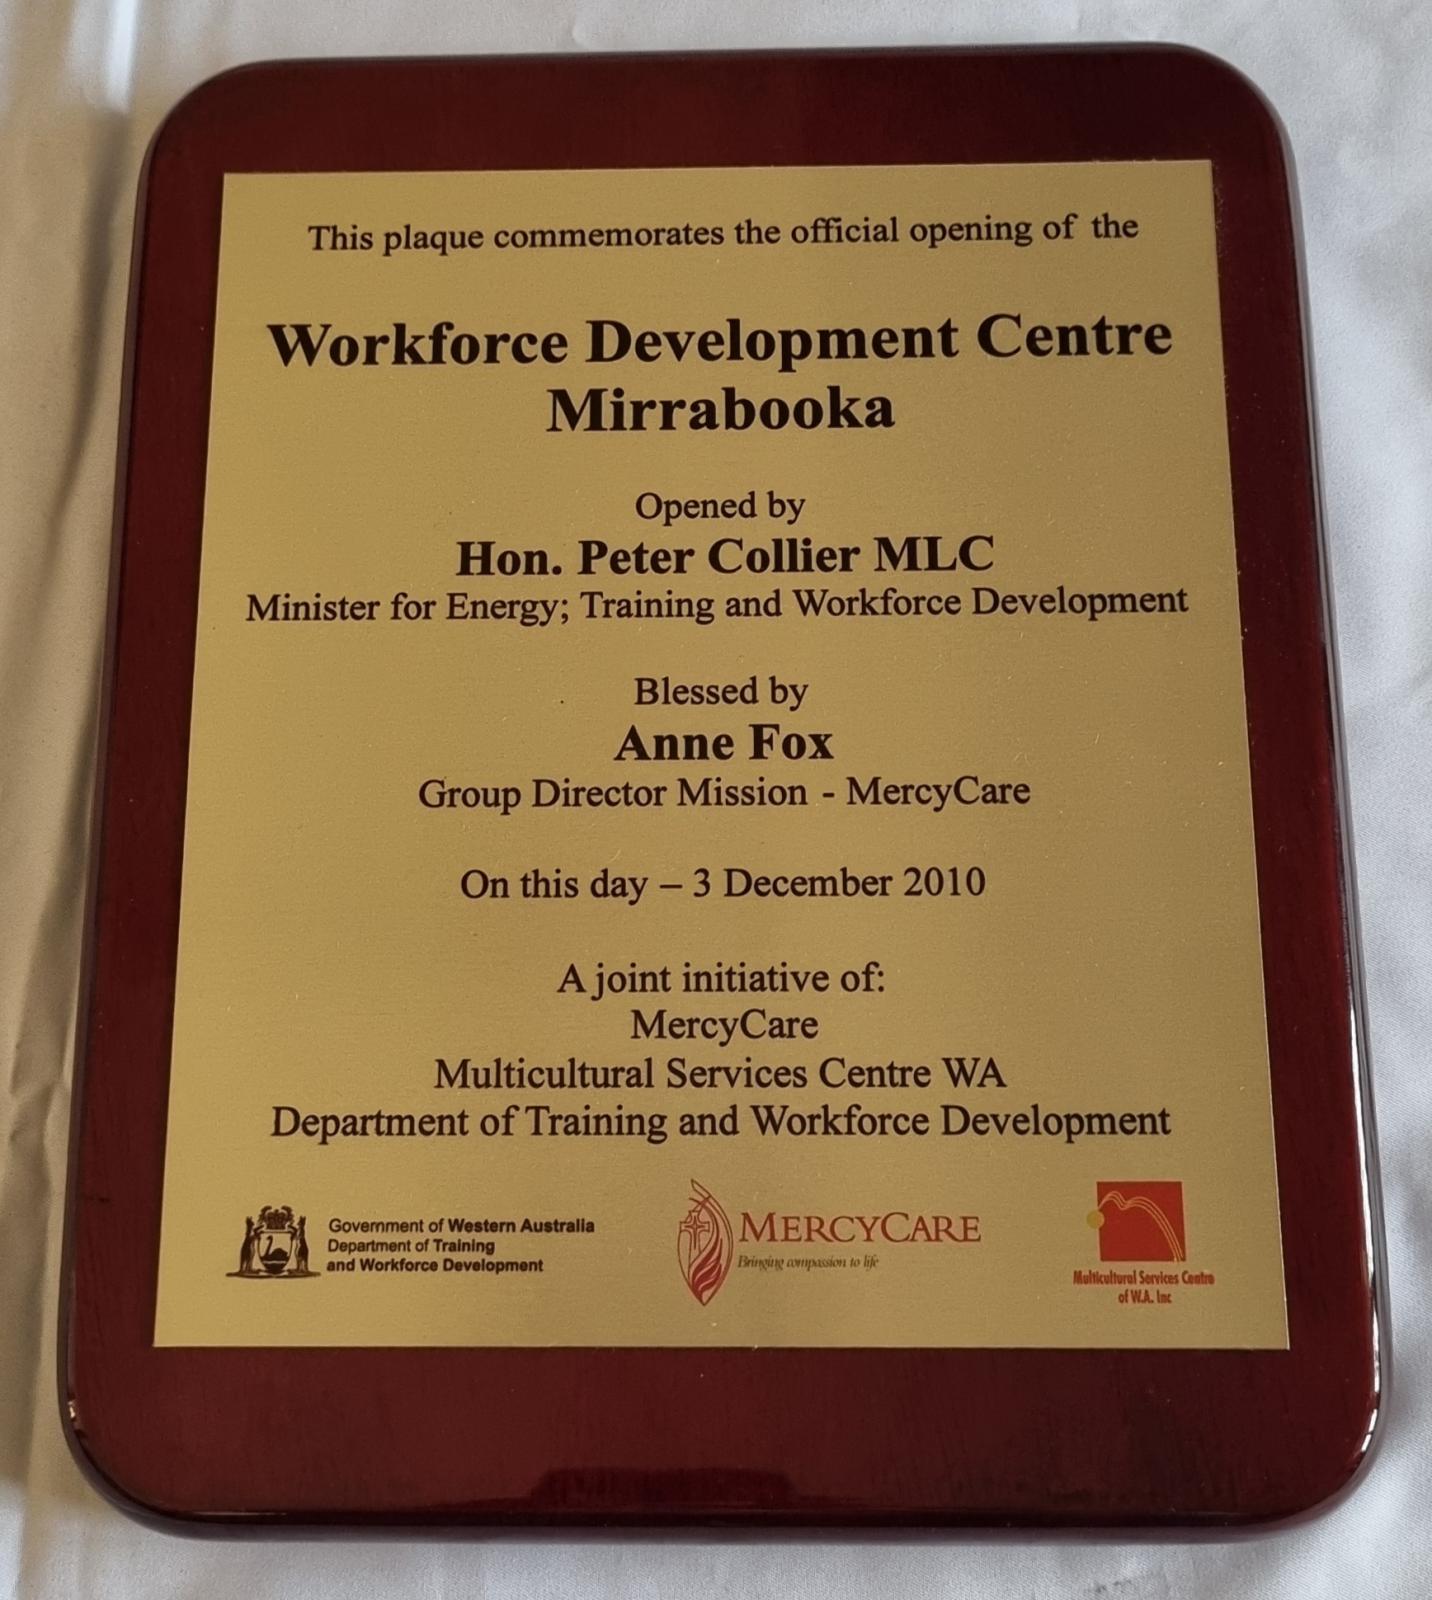 This plaque commemorates the official opening of the
Workforce Development Centre
Mirrabooka
Opened by
Hon. Peter Collier MLC
Minister for Energy; Training and Workforce Development
Blessed by
Anne Fox
Group Director Mission - MercyCare
On this day – 3 December 2010
A joint initiative of:
MercyCare
Multicultural Services Centre WA
Department of Training and Workforce Development
Government of Western Australia
Department of Training
and Workforce Development
MERCYCARE
Bringing compassion to life
Multicultural Services Centre
of W.A. Inc